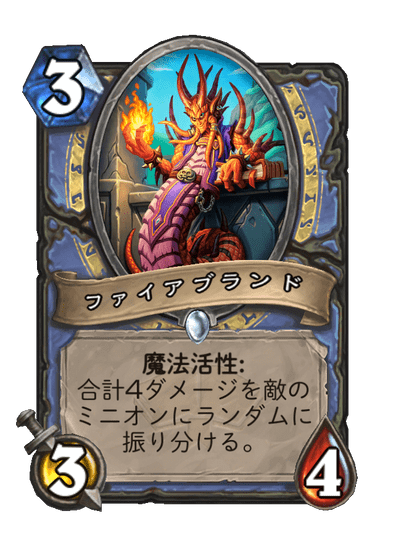 3
ファイアブランド
魔法活性:
合計4ダメージを敵の
ミニオンにランダムに
振り分ける。
3
4